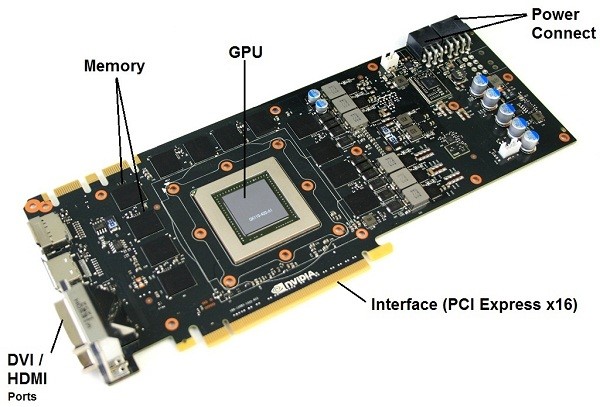 Power
Connect
GPU
Memory
NVIDIA
Interface (PCI Express x16)
DVI /
HDMI
Ports